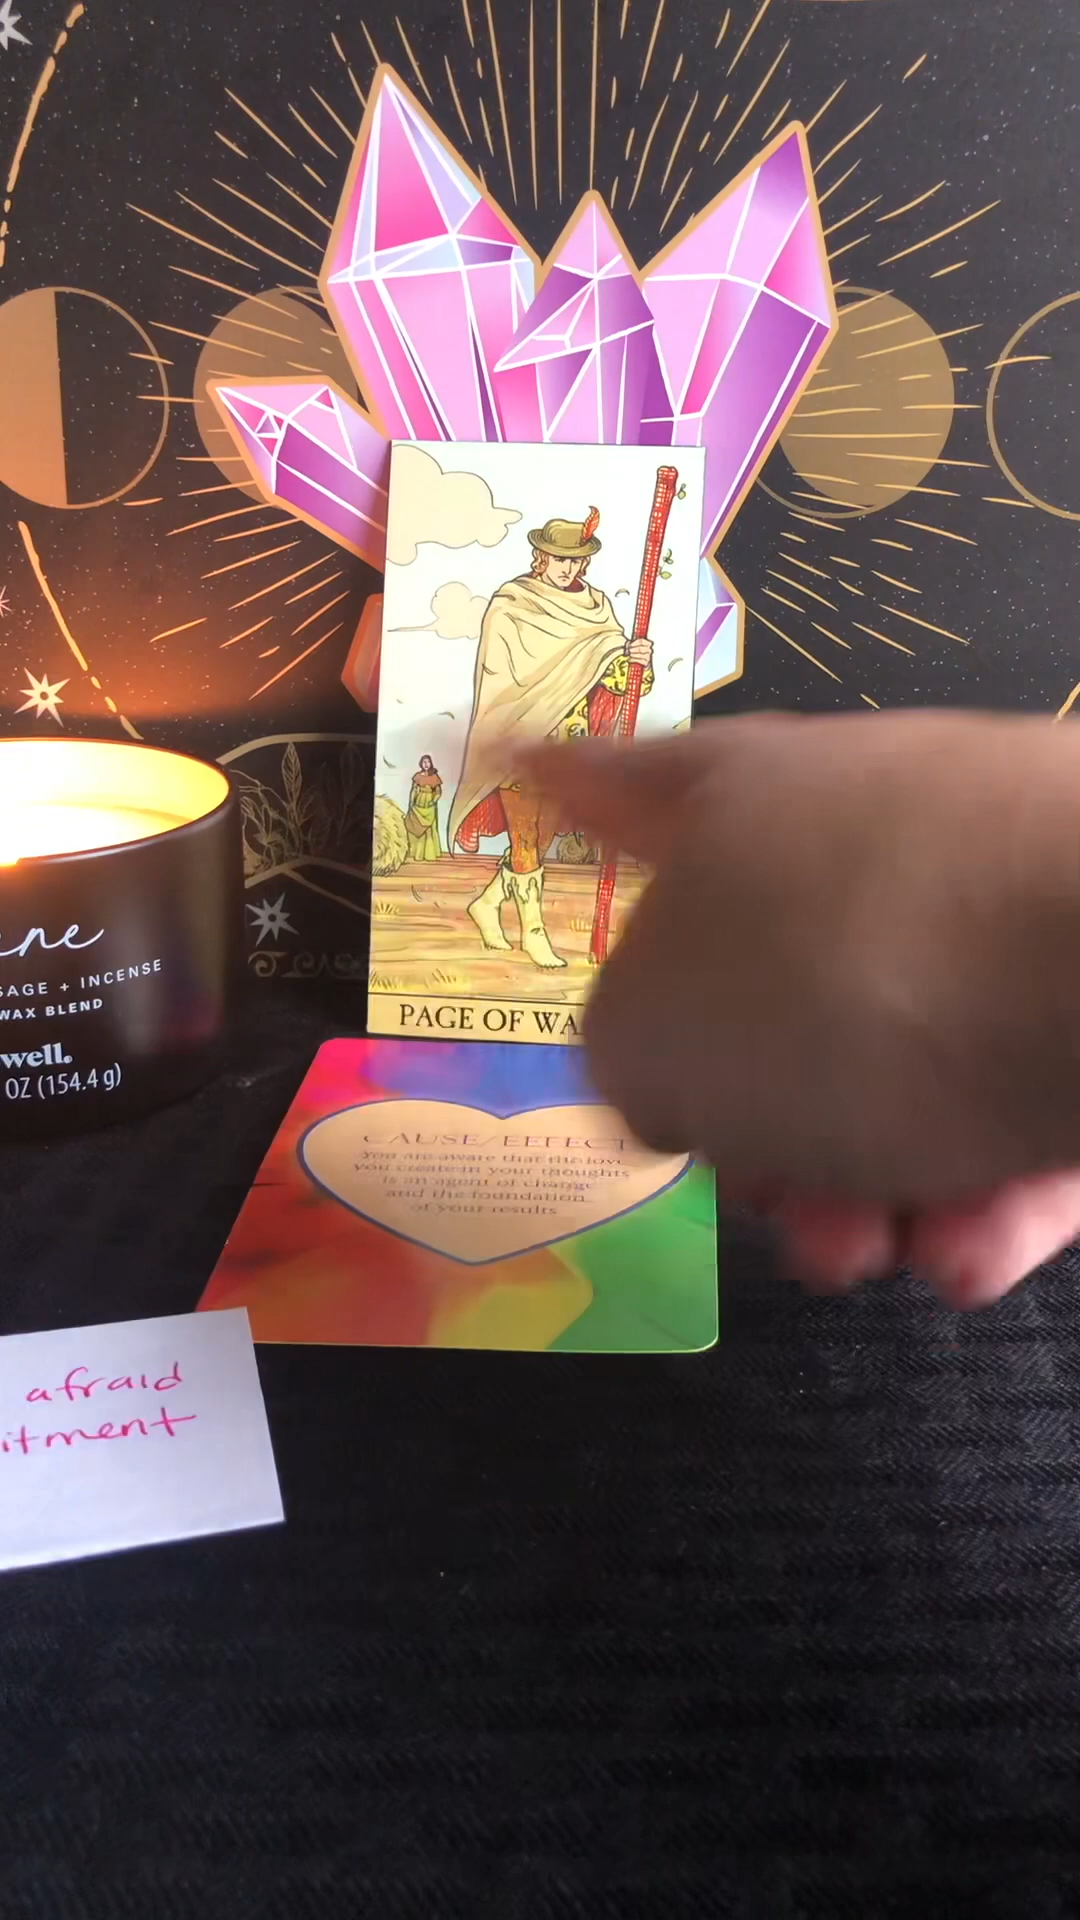 SAGE + INCENSE
WAX BLEND
well.
OZ (154.4 g)
PAGE OF WA
CAUSE/EFFECT
You are aware that the love
you create in your thoughts
is an agent of change
and the foundation
of your results
afraid
itment